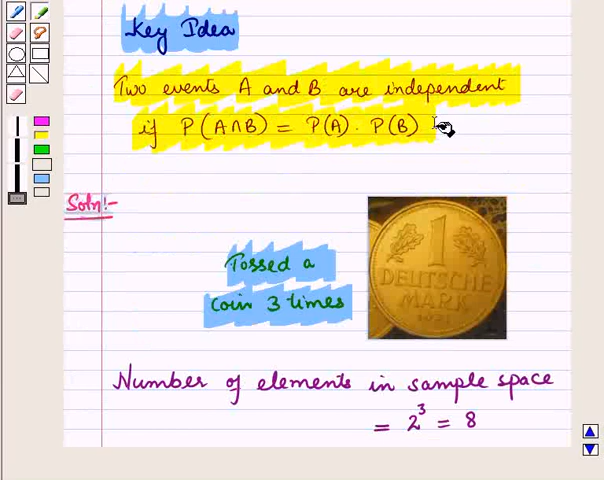 Key Idea
Two events A and B are independent
if P(A∩B) = P(A) . P(B)
Soln:-
Tossed a
coin 3 times
1
DEUTSCHE
MARK
Number of elements in sample space
= 2³ = 8